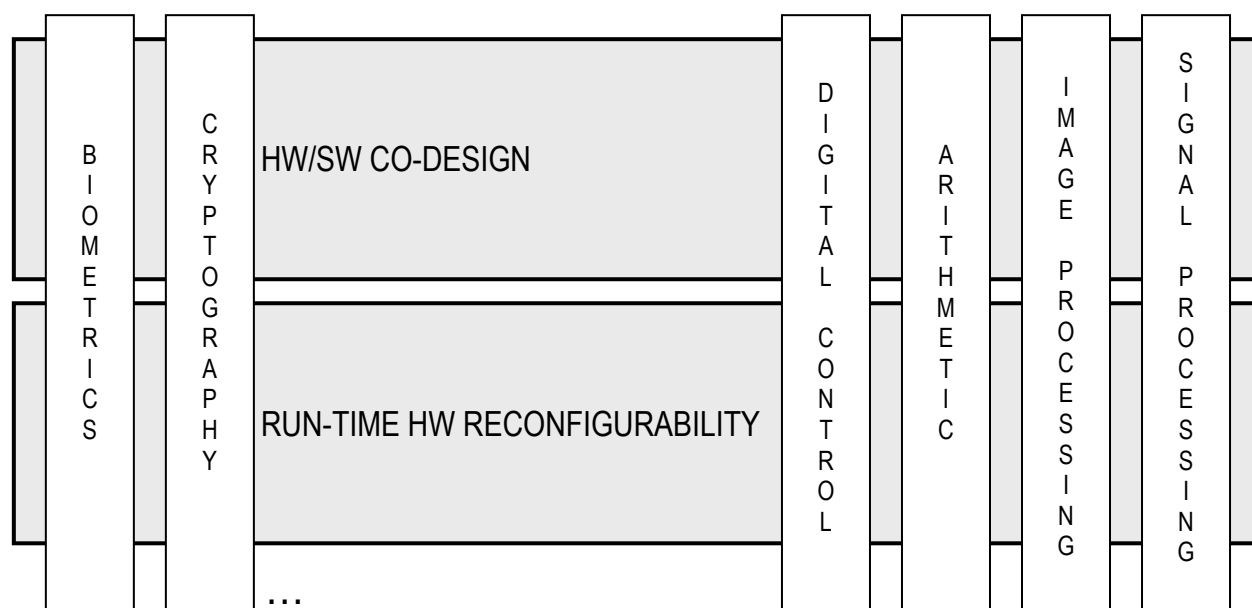 BIOMETRICS
CRYPTOGRAPHY
HW/SW CO-DESIGN
RUN-TIME HW RECONFIGURABILITY
...
DIGITAL CONTROL
ARITHMETIC
IMAGE PROCESSING
SIGNAL PROCESSING